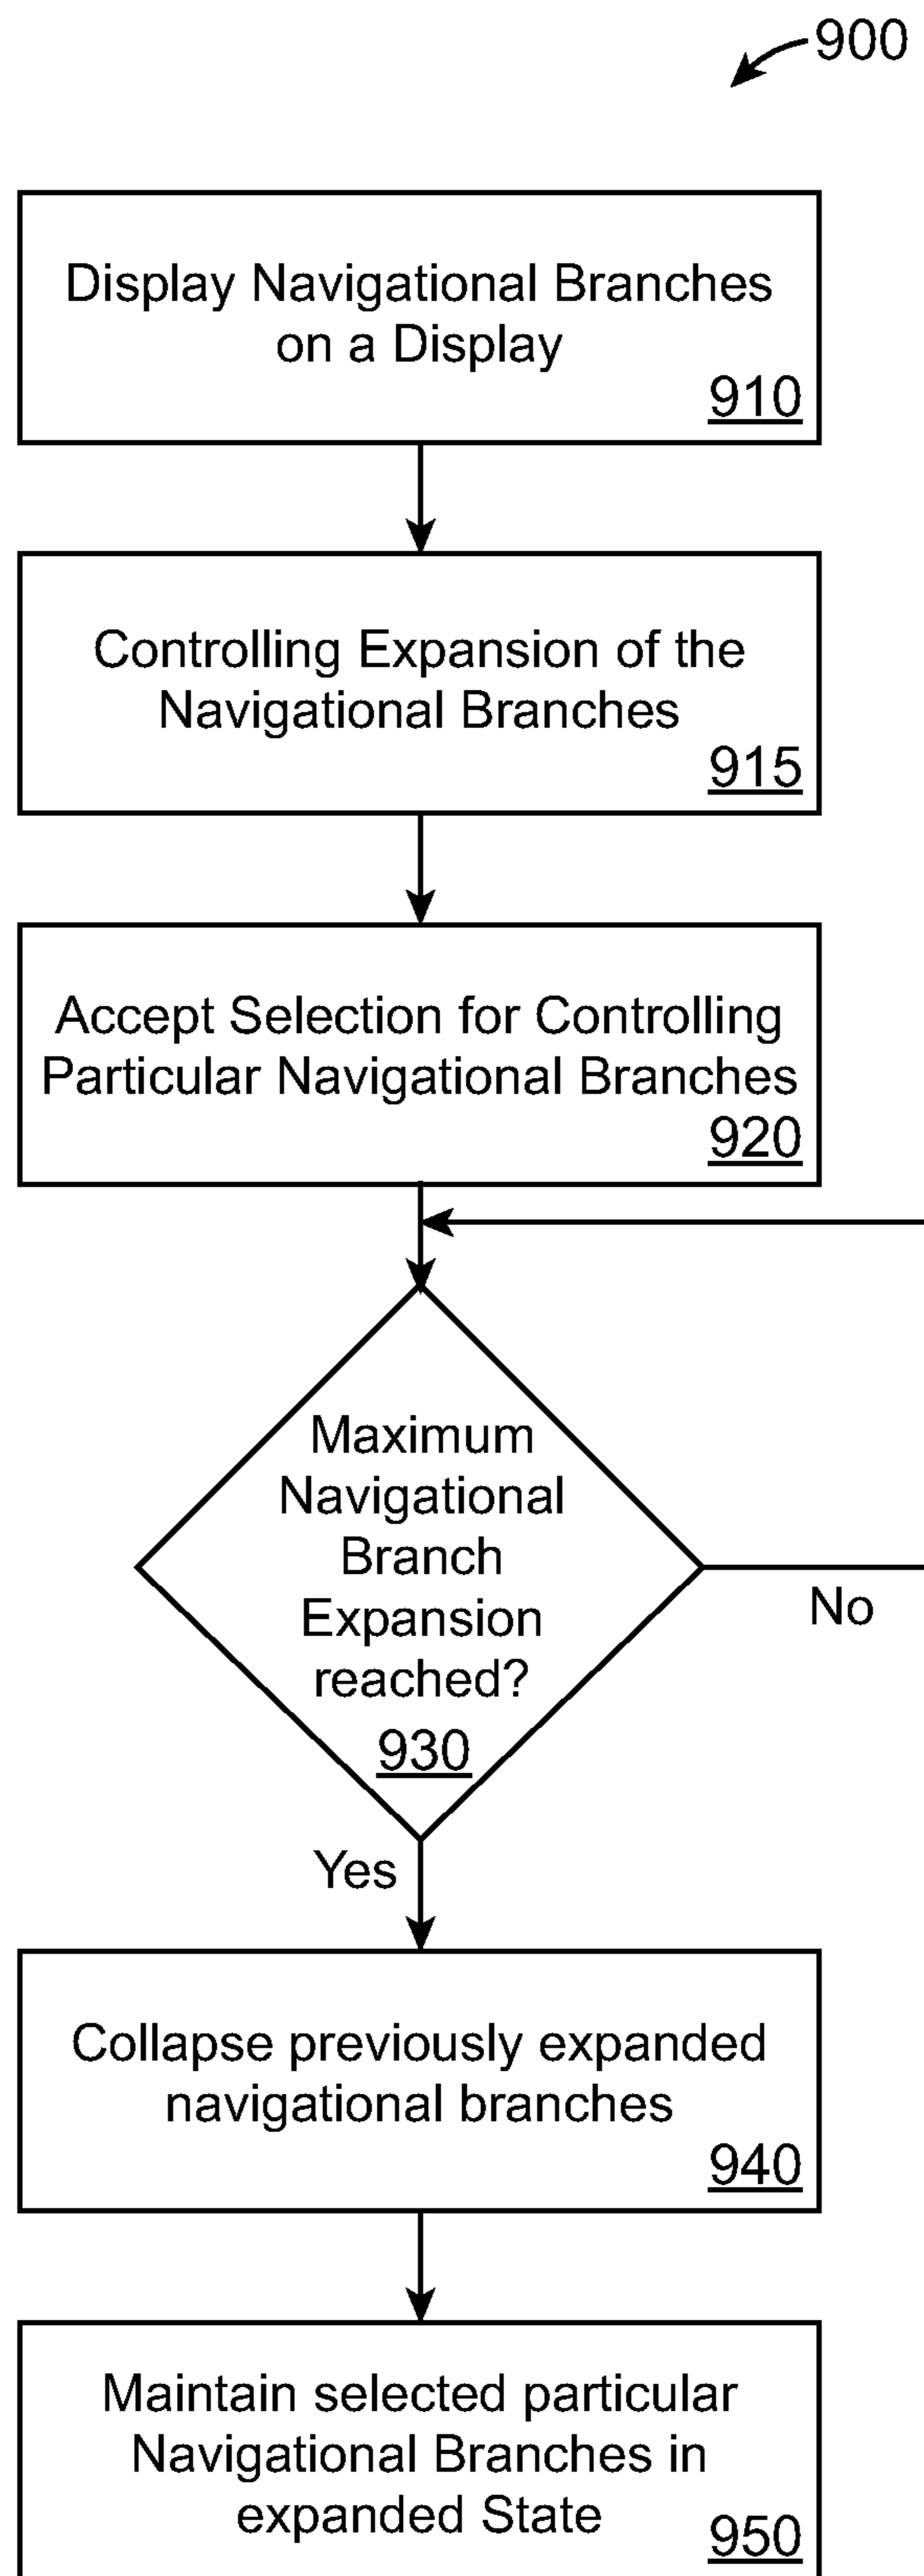 900
Display Navigational Branches
on a Display
910
Controlling Expansion of the
Navigational Branches
915
Accept Selection for Controlling
Particular Navigational Branches
920
Maximum
Navigational
Branch
Expansion
reached?
930
No
Yes
Collapse previously expanded
navigational branches
940
Maintain selected particular
Navigational Branches in
expanded State
950